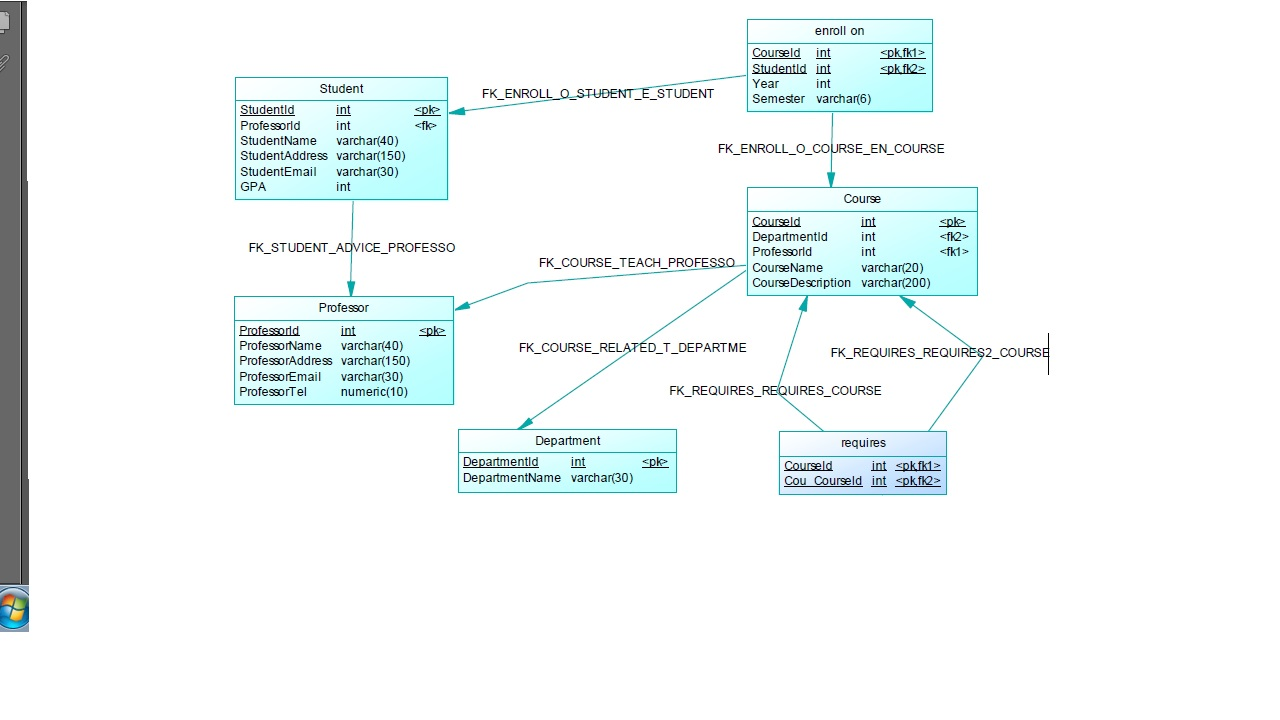 enroll on
CourseId int <pk,fk1>
StudentId int <pk,fk2>
Year int
Semester varchar(6)
Student
StudentId int <pk>
ProfessorId int <fk>
StudentName varchar(40)
StudentAddress varchar(150)
StudentEmail varchar(30)
GPA int
FK_ENROLL_O_STUDENT_E_STUDENT
FK_ENROLL_O_COURSE_EN_COURSE
Course
CourseId int <pk>
DepartmentId int <fk2>
ProfessorId int <fk1>
CourseName varchar(20)
CourseDescription varchar(200)
FK_STUDENT_ADVICE_PROFESSO
FK_COURSE_TEACH_PROFESSO
Professor
ProfessorId int <pk>
ProfessorName varchar(40)
ProfessorAddress varchar(150)
ProfessorEmail varchar(30)
ProfessorTel numeric(10)
FK_COURSE_RELATED_T_DEPARTME
FK_REQUIRES_REQUIRES2_COURSE
FK_REQUIRES_REQUIRES_COURSE
Department
DepartmentId int <pk>
DepartmentName varchar(30)
requires
CourseId int <pk,fk1>
Cou_CourseId int <pk,fk2>